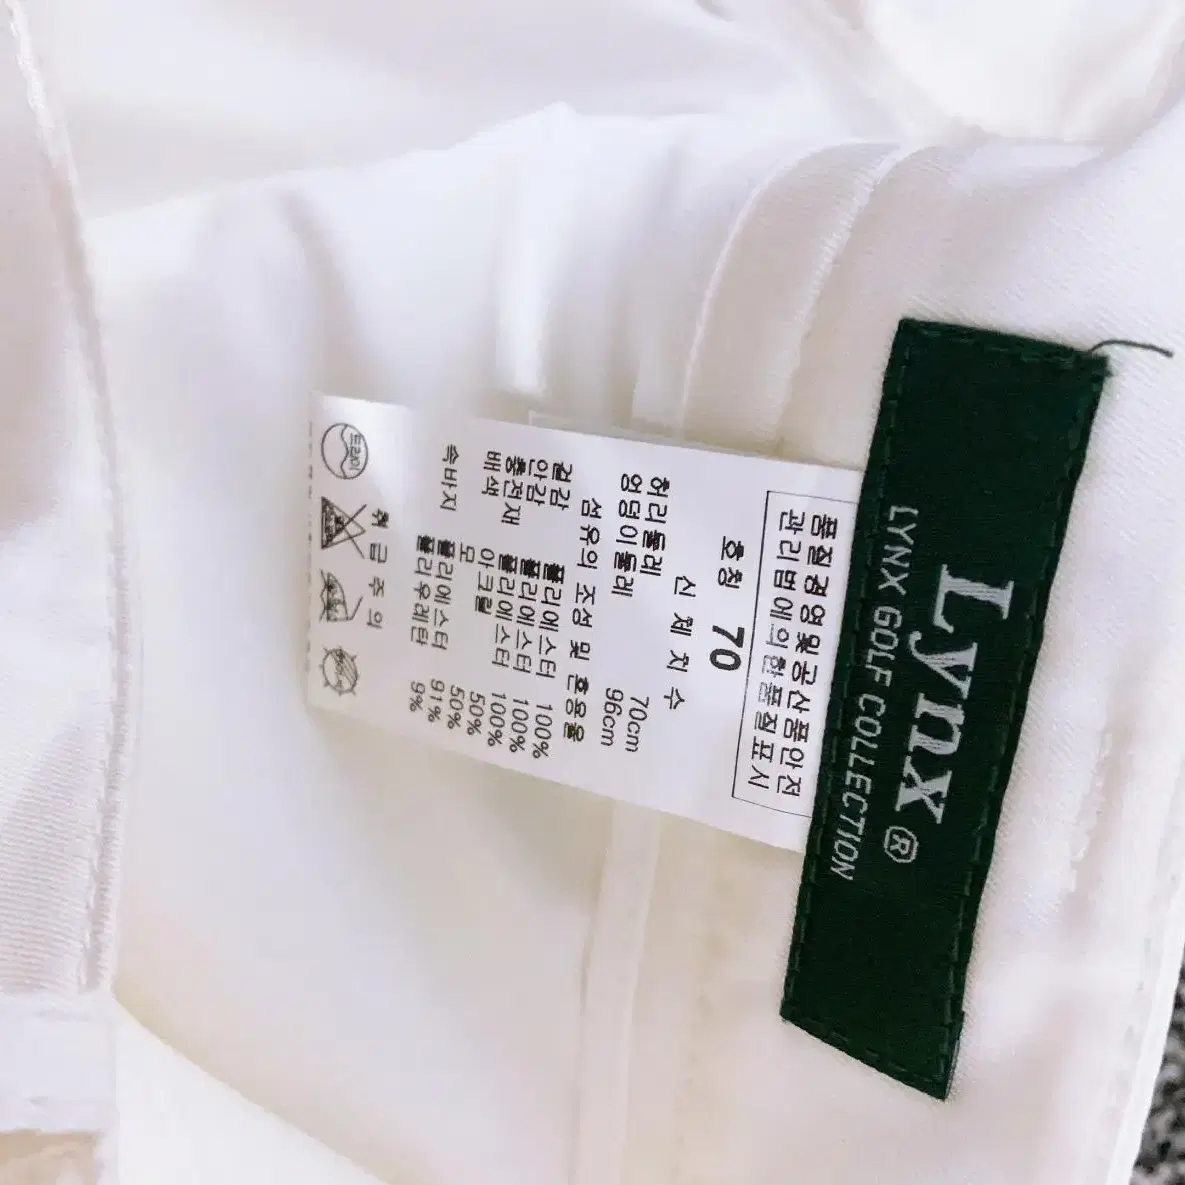 Lynx®
LYNX GOLF COLLECTION
품질경영및공산품안전
관리법에의한품질표시
호칭 70
신체치수
허리둘레 70cm
엉덩이둘레 96cm
섬유의 조성 및 혼용율
겉감 폴리에스터 100%
안감 폴리에스터 100%
충전재 폴리에스터 100%
배색 아크릴 50%
모 50%
속바지 폴리에스터 91%
폴리우레탄 9%
취급주의
드라이